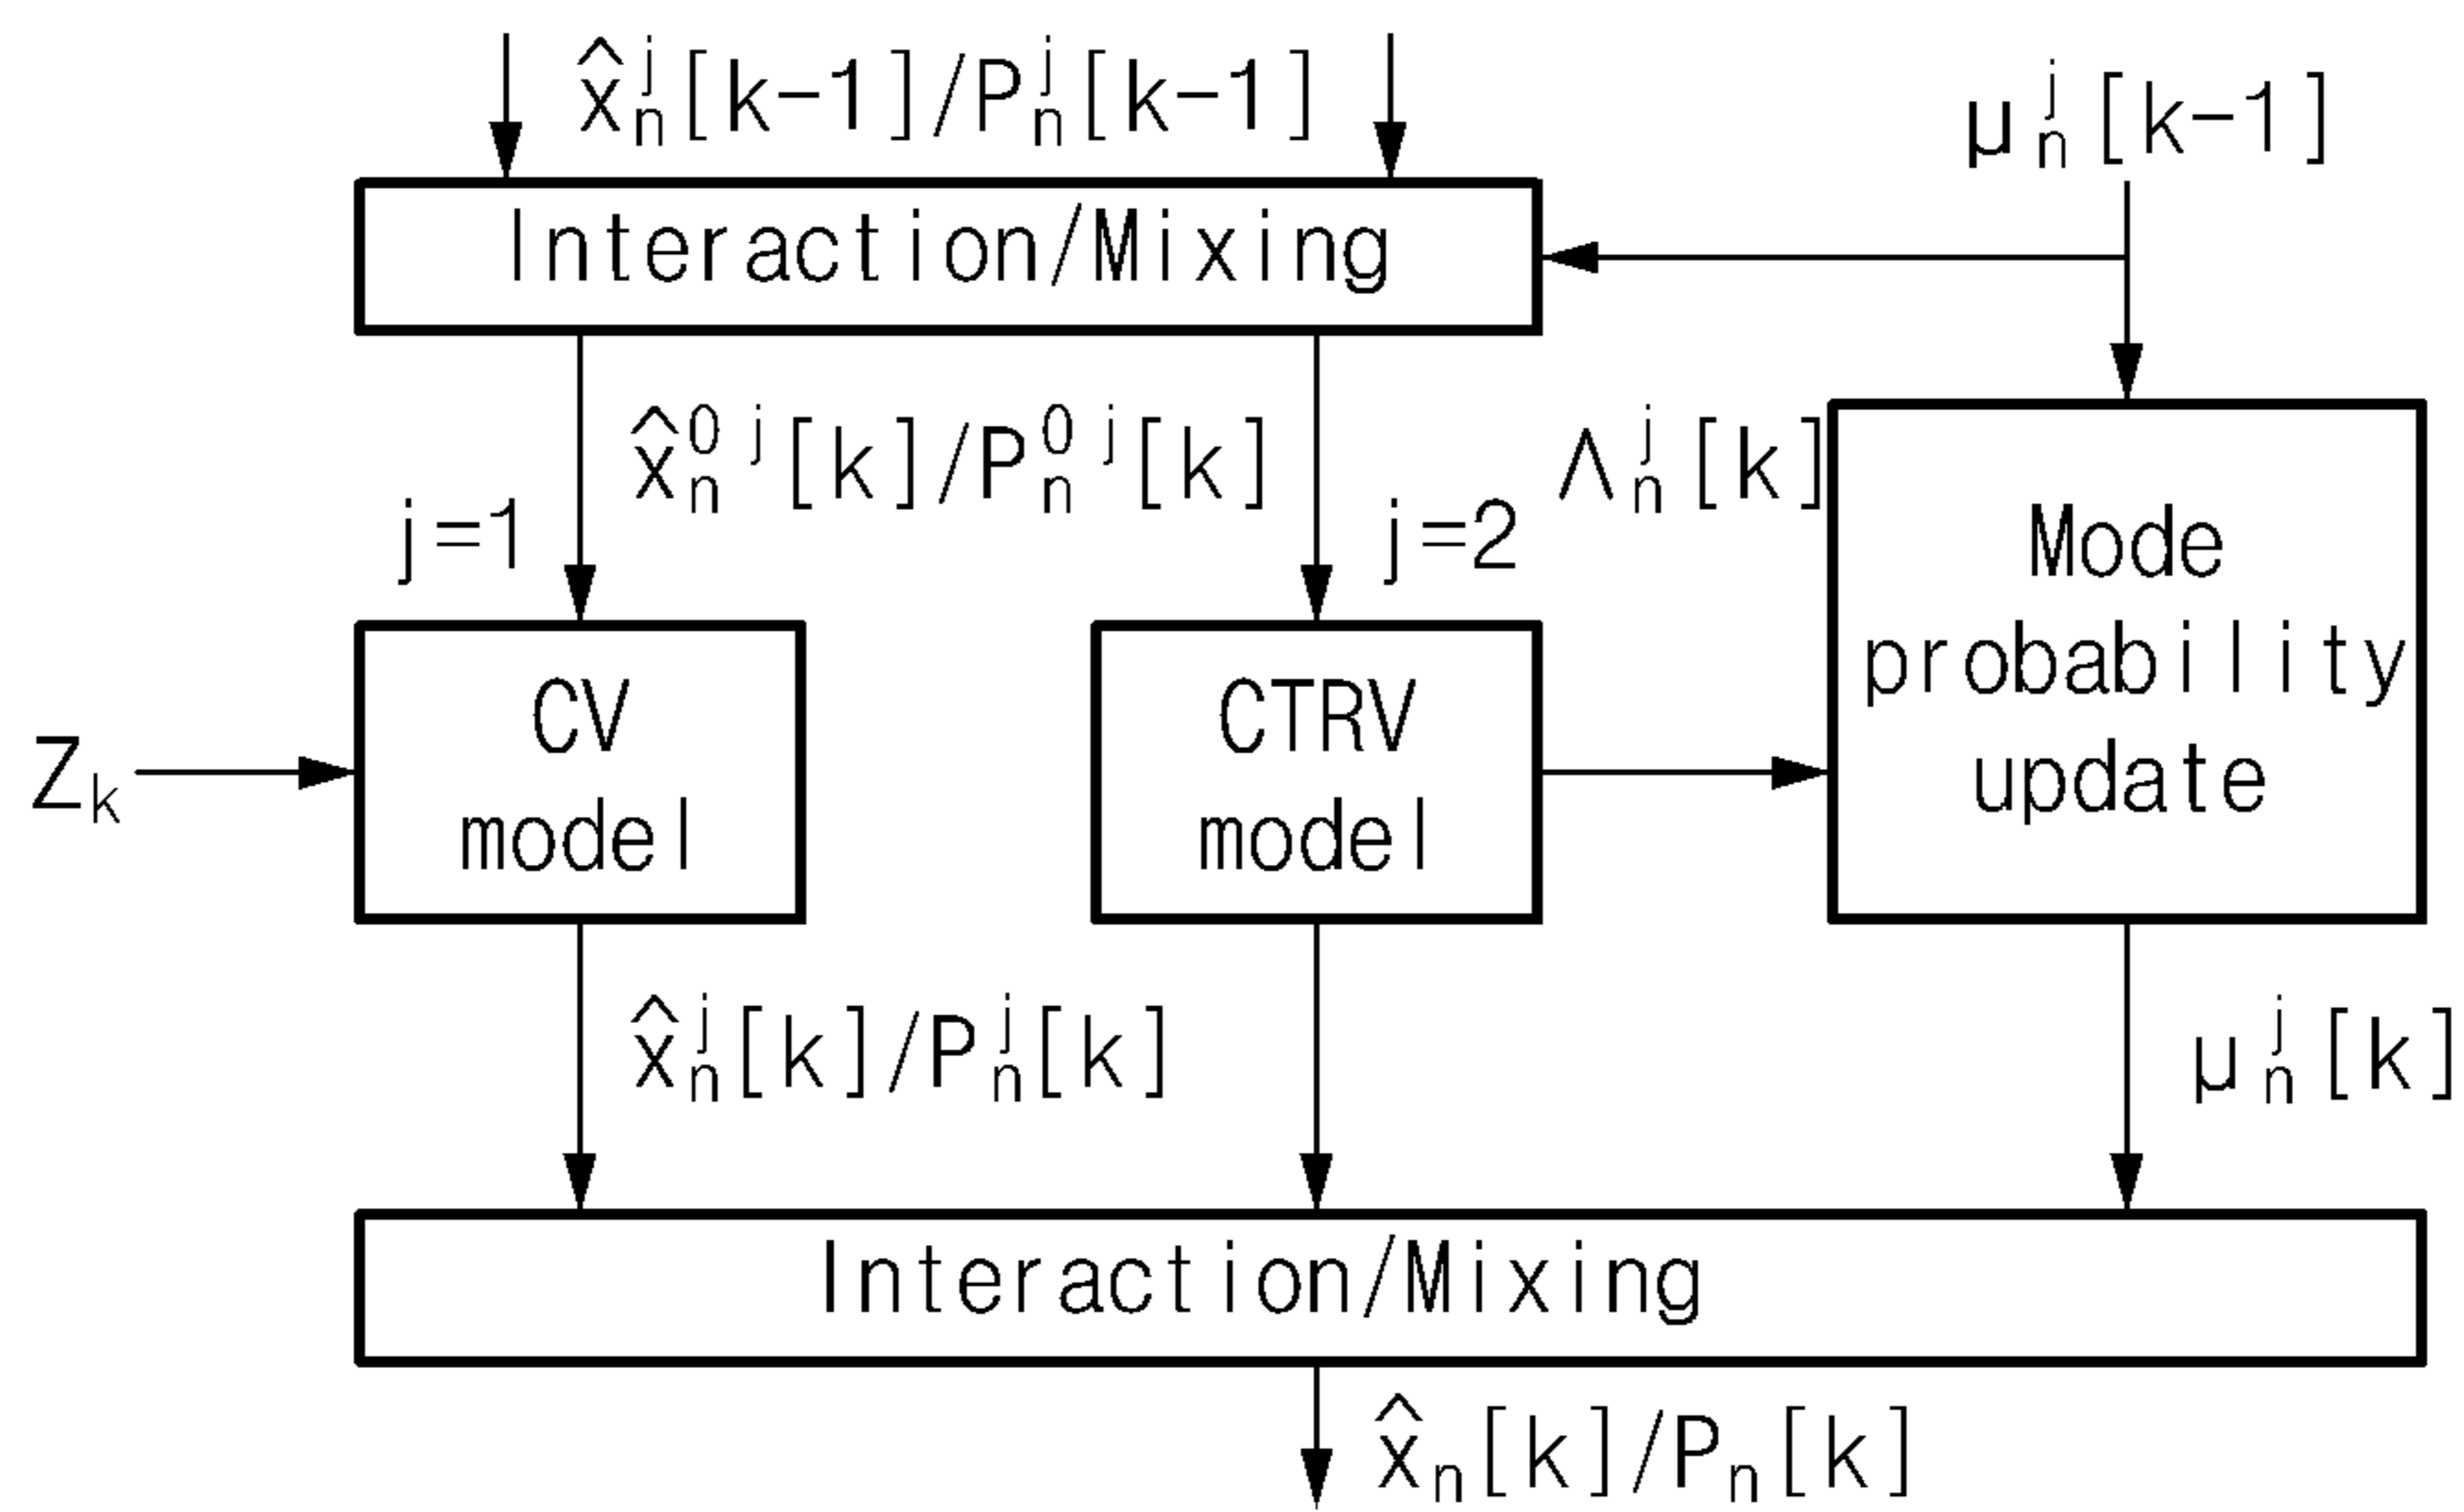 x̂ₙʲ[k-1]/Pₙʲ[k-1]
μₙʲ[k-1]
Interaction/Mixing
x̂ₙ⁰ʲ[k]/Pₙ⁰ʲ[k]
Λₙʲ[k]
j=1
j=2
Mode
probability
update
CV
model
CTRV
model
Zₖ
x̂ₙʲ[k]/Pₙʲ[k]
μₙʲ[k]
Interaction/Mixing
x̂ₙ[k]/Pₙ[k]